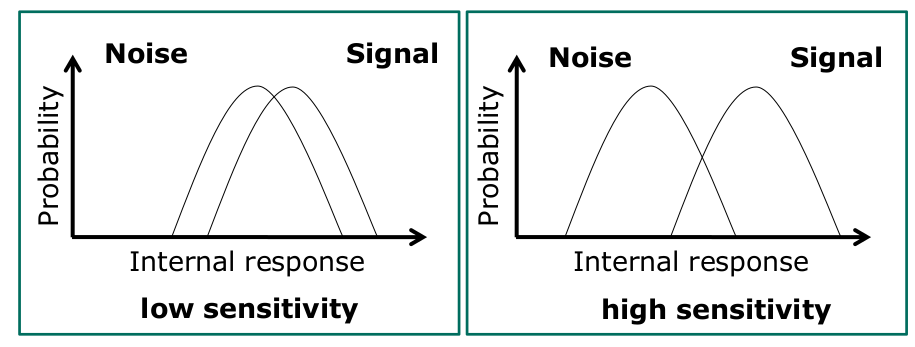 Noise Signal
Probability
Internal response
low sensitivity
Noise Signal
Probability
Internal response
high sensitivity